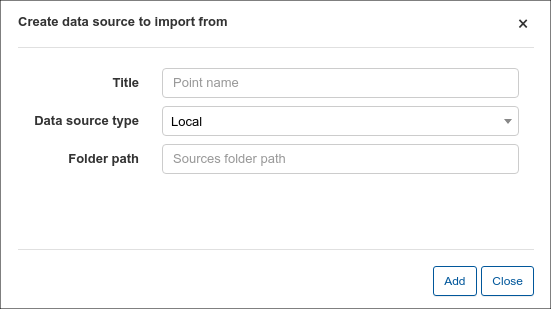 Create data source to import from ×
Title Point name
Data source type Local
Folder path Sources folder path
Add Close